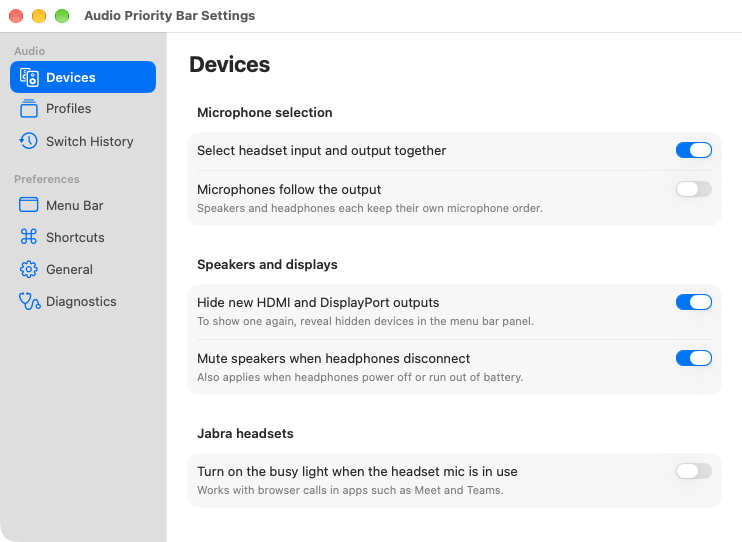 Audio Priority Bar Settings
Audio
Devices
Profiles
Switch History
Preferences
Menu Bar
Shortcuts
General
Diagnostics
Devices
Microphone selection
Select headset input and output together
Microphones follow the output
Speakers and headphones each keep their own microphone order.
Speakers and displays
Hide new HDMI and DisplayPort outputs
To show one again, reveal hidden devices in the menu bar panel.
Mute speakers when headphones disconnect
Also applies when headphones power off or run out of battery.
Jabra headsets
Turn on the busy light when the headset mic is in use
Works with browser calls in apps such as Meet and Teams.